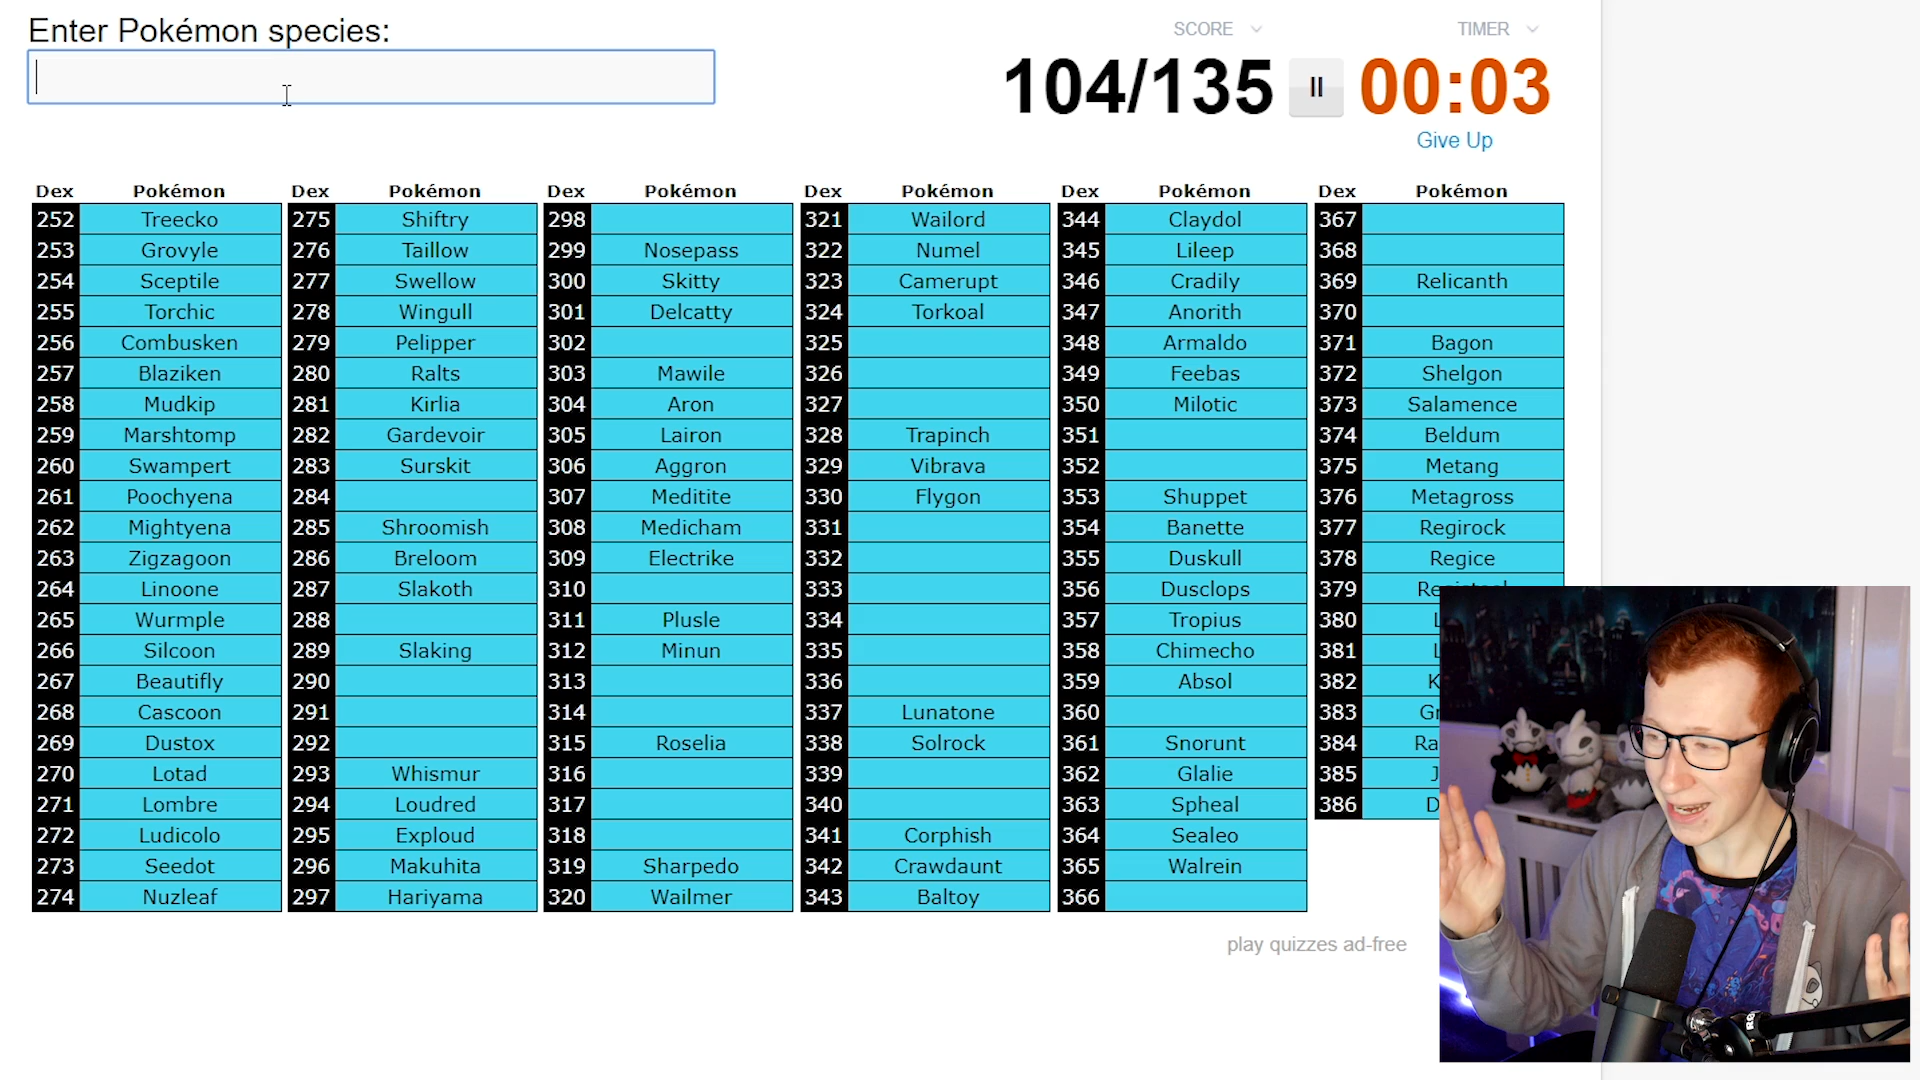 Enter Pokémon species:
SCORE TIMER
104/135 00:03
Give Up
Dex Pokémon Dex Pokémon Dex Pokémon Dex Pokémon Dex Pokémon Dex Pokémon
252 Treecko 275 Shiftry 298 321 Wailord 344 Claydol 367
253 Grovyle 276 Taillow 299 Nosepass 322 Numel 345 Lileep 368
254 Sceptile 277 Swellow 300 Skitty 323 Camerupt 346 Cradily 369 Relicanth
255 Torchic 278 Wingull 301 Delcatty 324 Torkoal 347 Anorith 370
256 Combusken 279 Pelipper 302 325 348 Armaldo 371 Bagon
257 Blaziken 280 Ralts 303 Mawile 326 349 Feebas 372 Shelgon
258 Mudkip 281 Kirlia 304 Aron 327 350 Milotic 373 Salamence
259 Marshtomp 282 Gardevoir 305 Lairon 328 Trapinch 351 374 Beldum
260 Swampert 283 Surskit 306 Aggron 329 Vibrava 352 375 Metang
261 Poochyena 284 307 Meditite 330 Flygon 353 Shuppet 376 Metagross
262 Mightyena 285 Shroomish 308 Medicham 331 354 Banette 377 Regirock
263 Zigzagoon 286 Breloom 309 Electrike 332 355 Duskull 378 Regice
264 Linoone 287 Slakoth 310 333 356 Dusclops 379
265 Wurmple 288 311 Plusle 334 357 Tropius 380
266 Silcoon 289 Slaking 312 Minun 335 358 Chimecho 381
267 Beautifly 290 313 336 359 Absol 382
268 Cascoon 291 314 337 Lunatone 360 383
269 Dustox 292 315 Roselia 338 Solrock 361 Snorunt 384
270 Lotad 293 Whismur 316 339 362 Glalie 385
271 Lombre 294 Loudred 317 340 363 Spheal 386
272 Ludicolo 295 Exploud 318 341 Corphish 364 Sealeo
273 Seedot 296 Makuhita 319 Sharpedo 342 Crawdaunt 365 Walrein
274 Nuzleaf 297 Hariyama 320 Wailmer 343 Baltoy 366
play quizzes ad-free